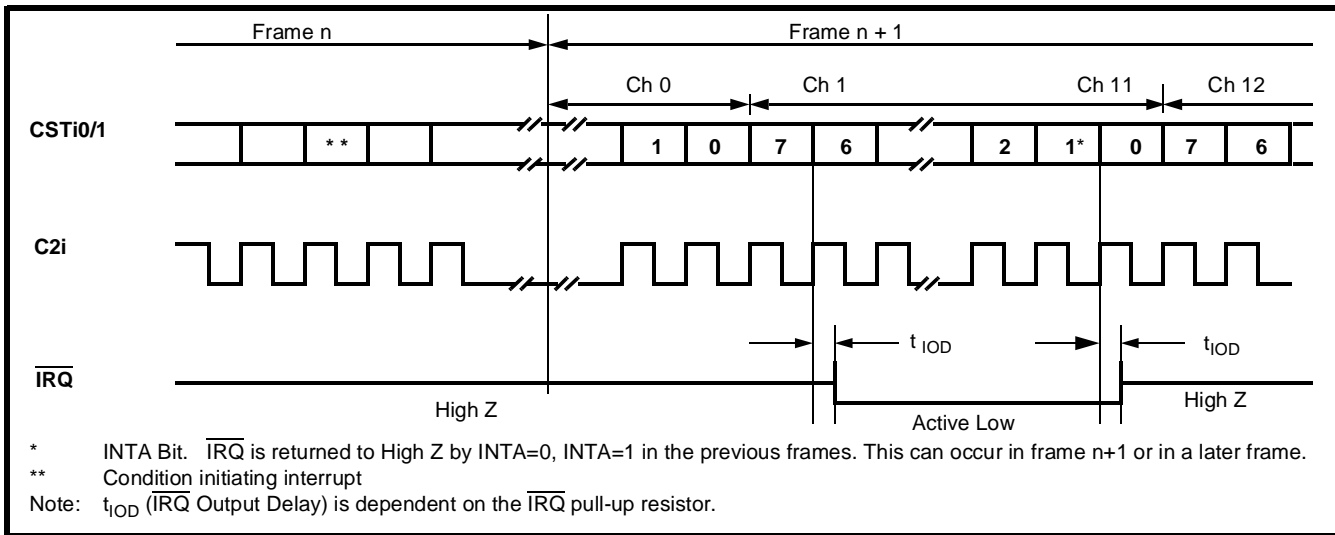 Frame n Frame n + 1
Ch 0 Ch 1 Ch 11 Ch 12
CSTi0/1
** 1 0 7 6 2 1* 0 7 6
C2i
t IOD tIOD
IRQ
High Z Active Low High Z
* INTA Bit. IRQ is returned to High Z by INTA=0, INTA=1 in the previous frames. This can occur in frame n+1 or in a later frame.
** Condition initiating interrupt
Note: tIOD (IRQ Output Delay) is dependent on the IRQ pull-up resistor.